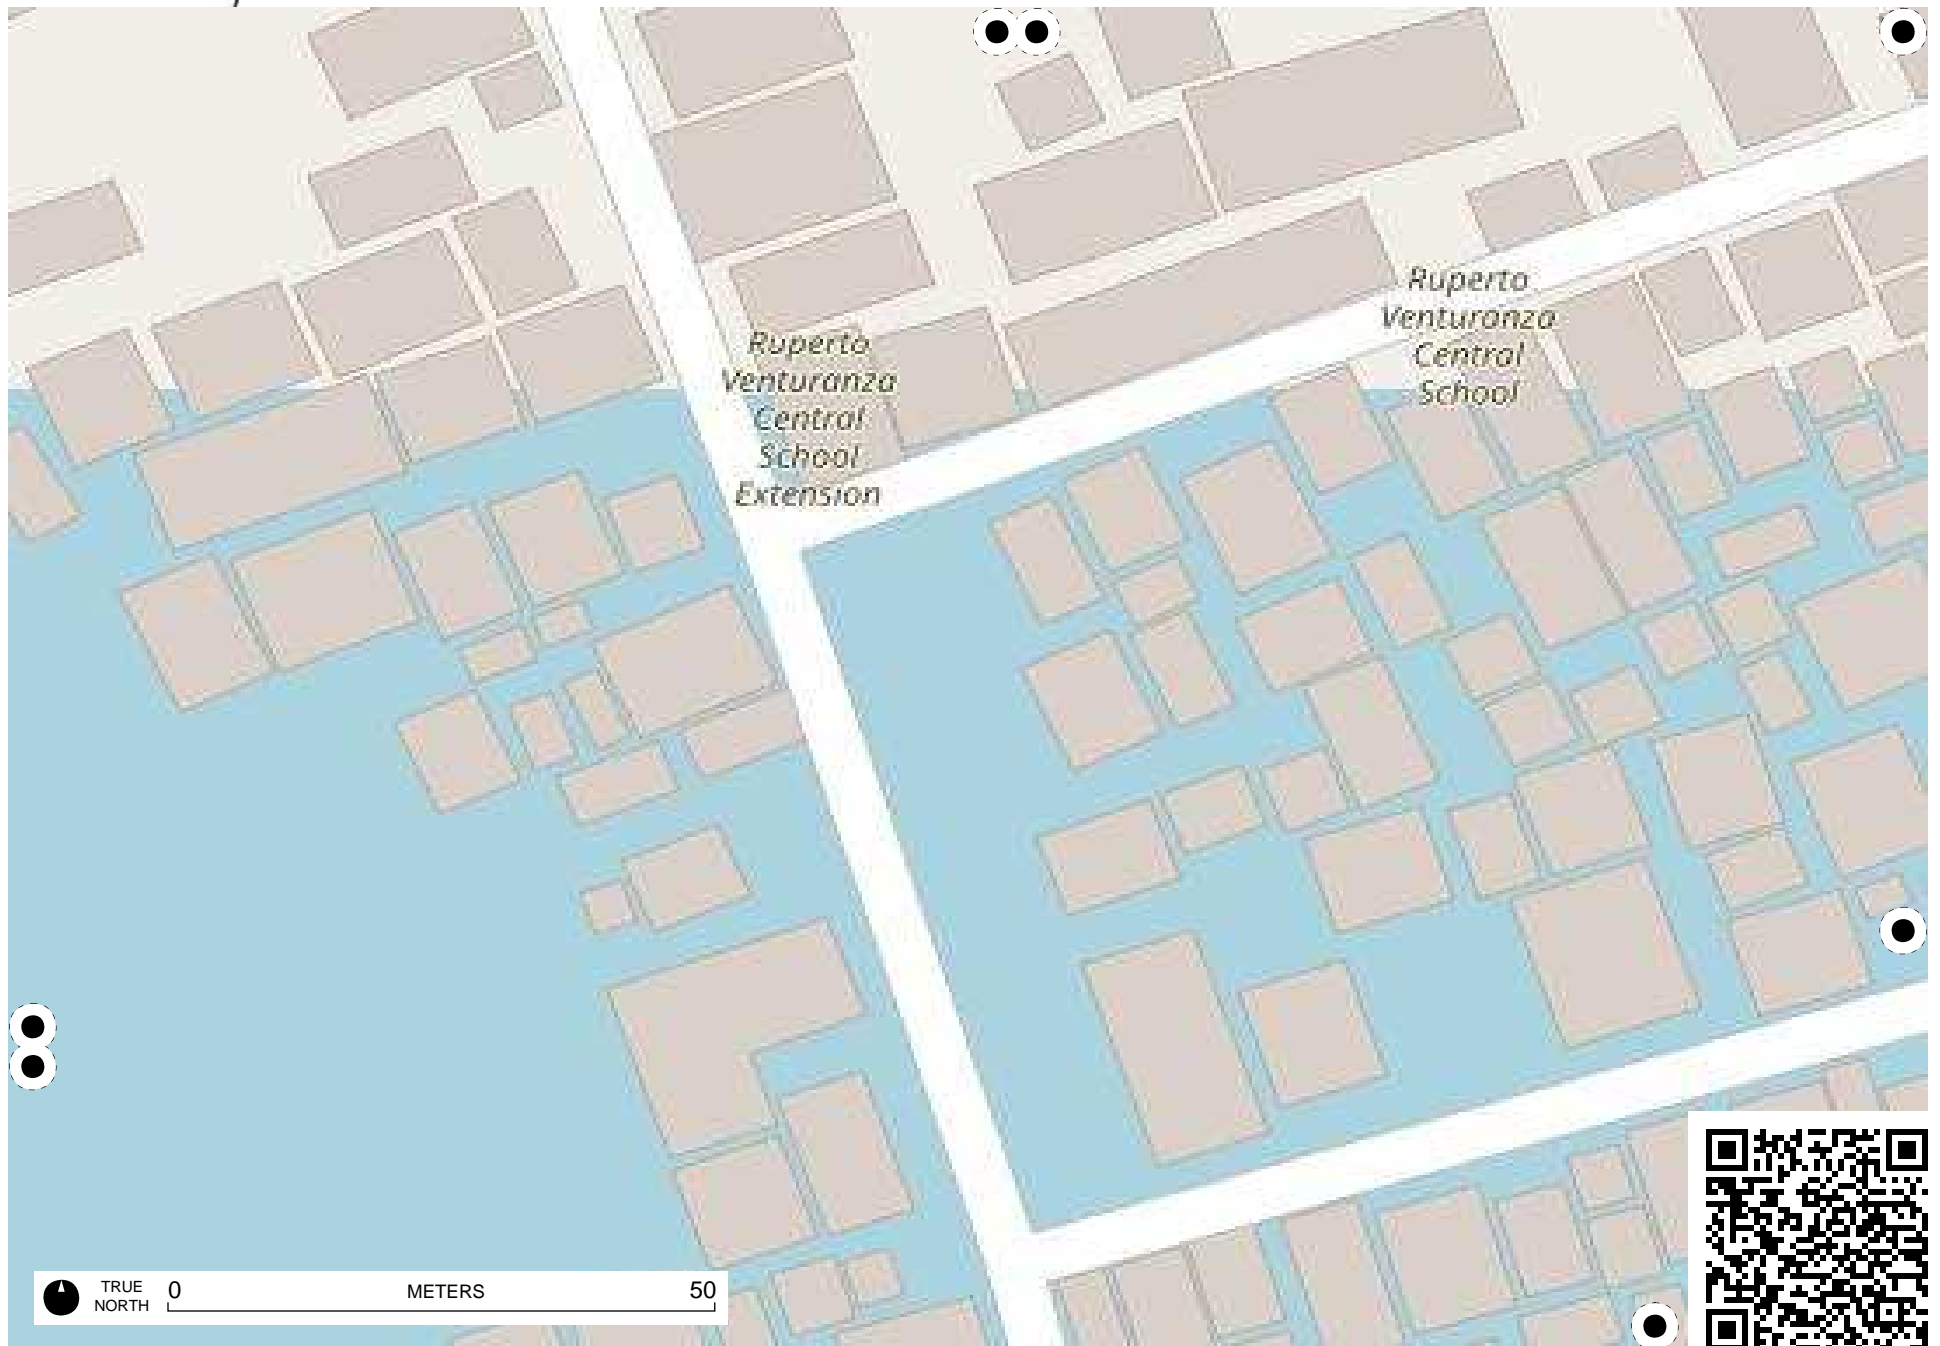 Ruperto
Venturanza
Central
School
Ruperto
Venturanza
Central
School
Extension
TRUE
NORTH
0
METERS
50